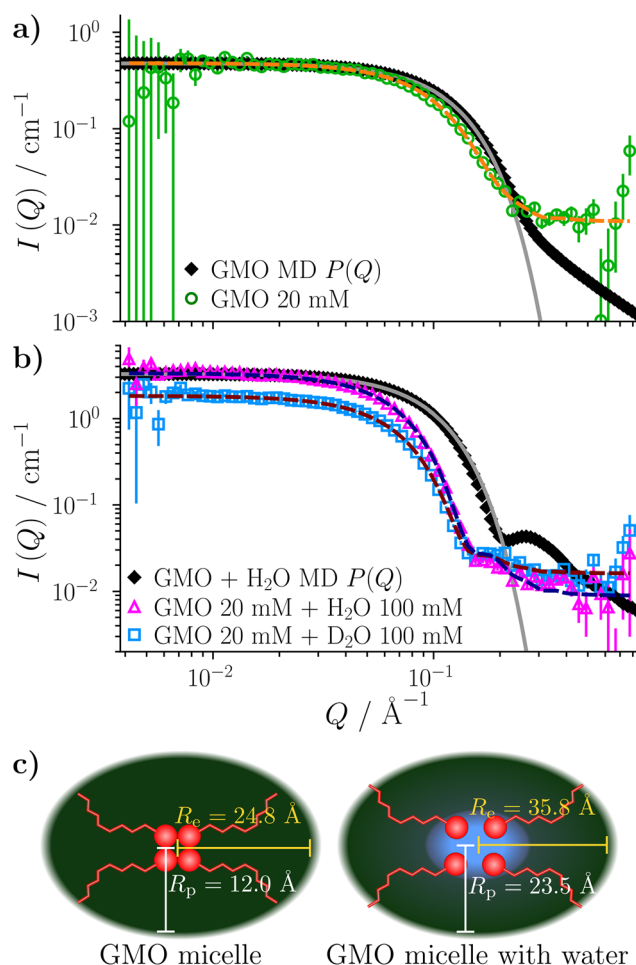 a)
10⁰
10⁻¹
10⁻²
10⁻³
I (Q) / cm⁻¹
GMO MD P(Q)
GMO 20 mM
b)
10⁰
10⁻¹
10⁻²
I (Q) / cm⁻¹
GMO + H₂O MD P(Q)
GMO 20 mM + H₂O 100 mM
GMO 20 mM + D₂O 100 mM
10⁻²
10⁻¹
Q / Å⁻¹
c)
Rₑ = 24.8 Å
Rₚ = 12.0 Å
GMO micelle
Rₑ = 35.8 Å
Rₚ = 23.5 Å
GMO micelle with water